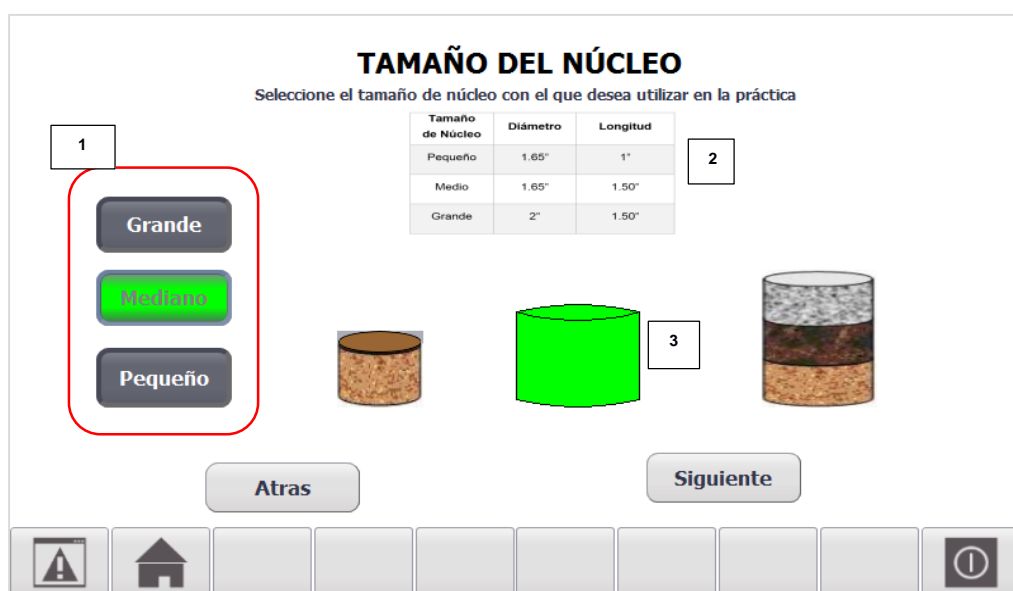 TAMAÑO DEL NÚCLEO
Seleccione el tamaño de núcleo con el que desea utilizar en la práctica
1
Tamaño de Núcleo Diámetro Longitud
Pequeño 1.65" 1"
Medio 1.65" 1.50"
Grande 2" 1.50"
2
Grande
Mediano
Pequeño
3
Atras
Siguiente